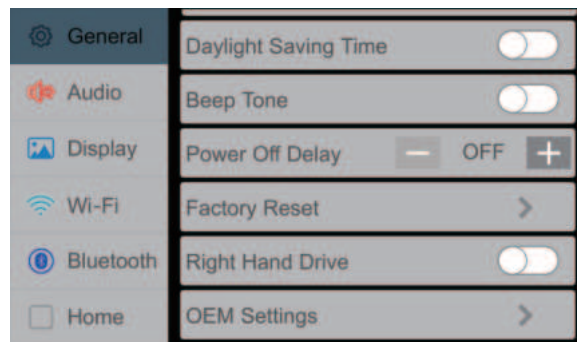 General
Audio
Display
Wi-Fi
Bluetooth
Home
Daylight Saving Time
Beep Tone
Power Off Delay — OFF +
Factory Reset
Right Hand Drive
OEM Settings